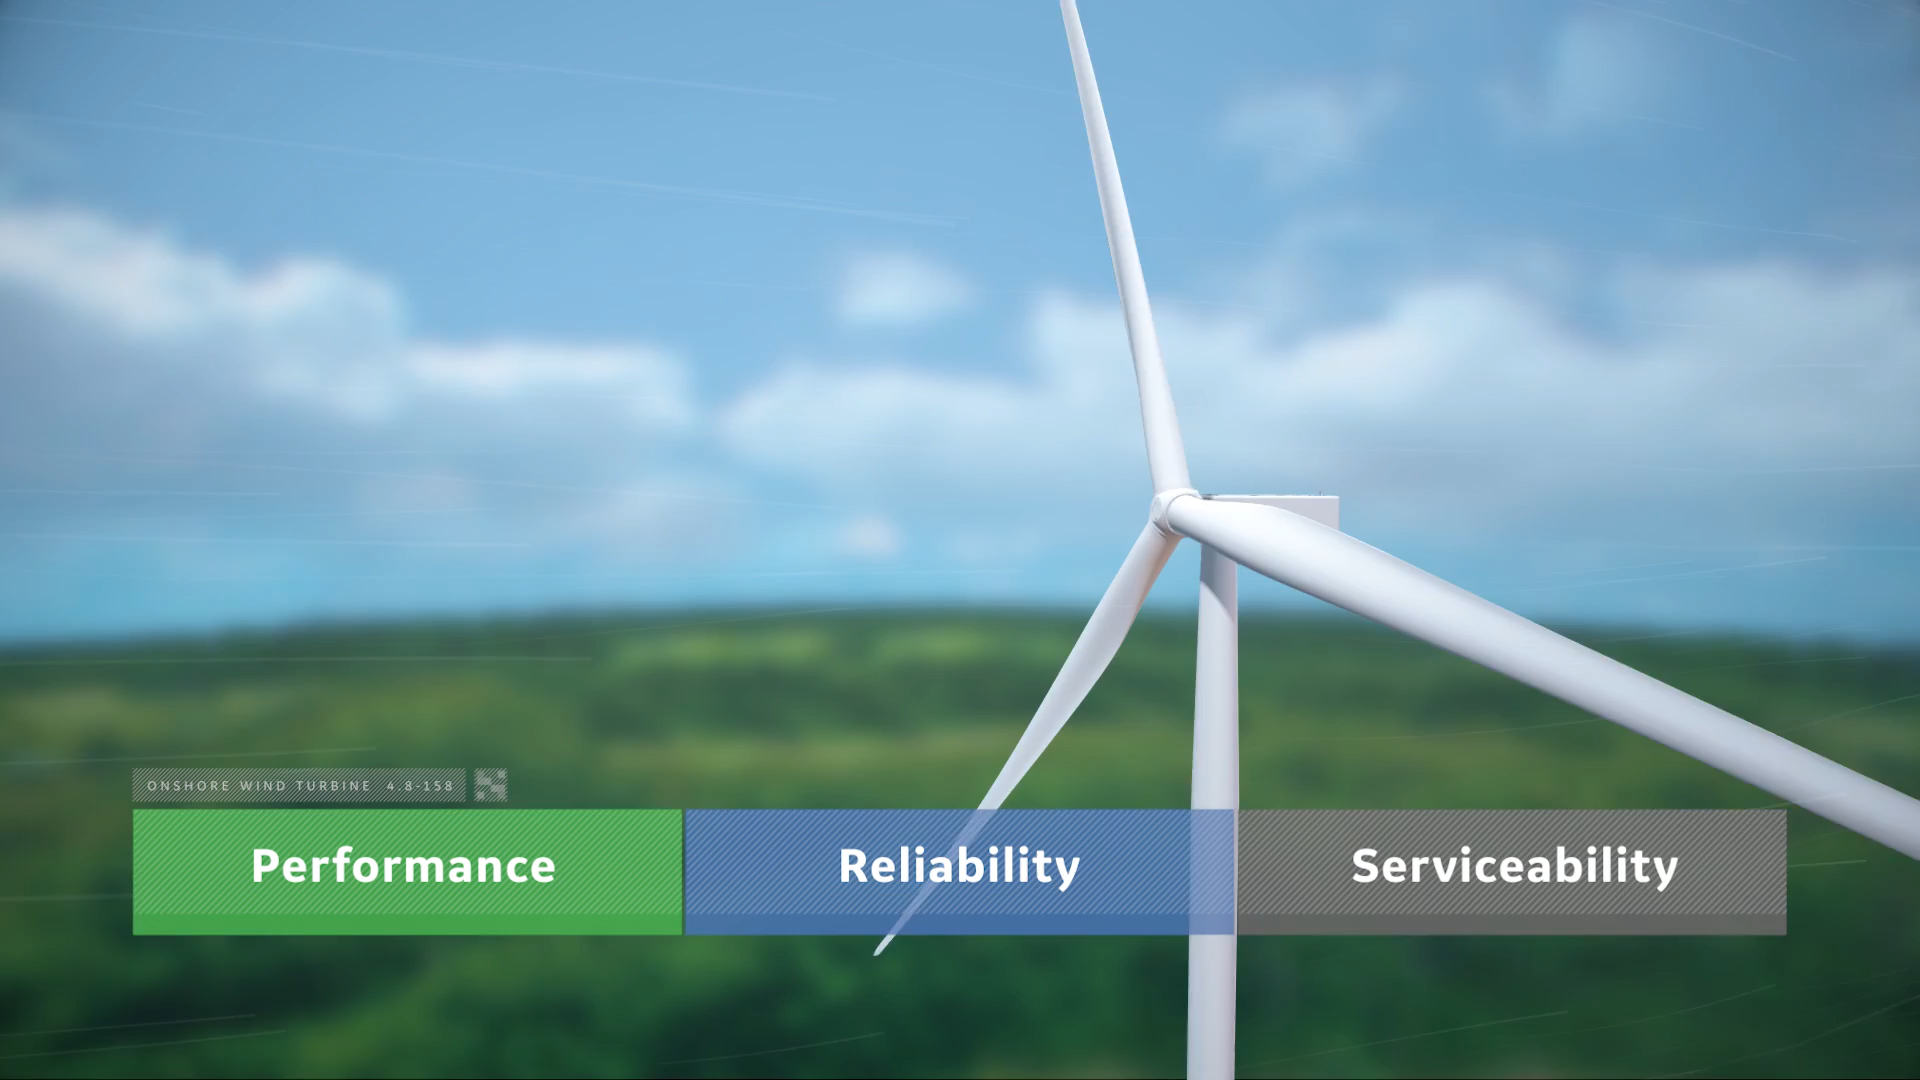 ONSHORE WIND TURBINE 4.8-158
Performance
Reliability
Serviceability